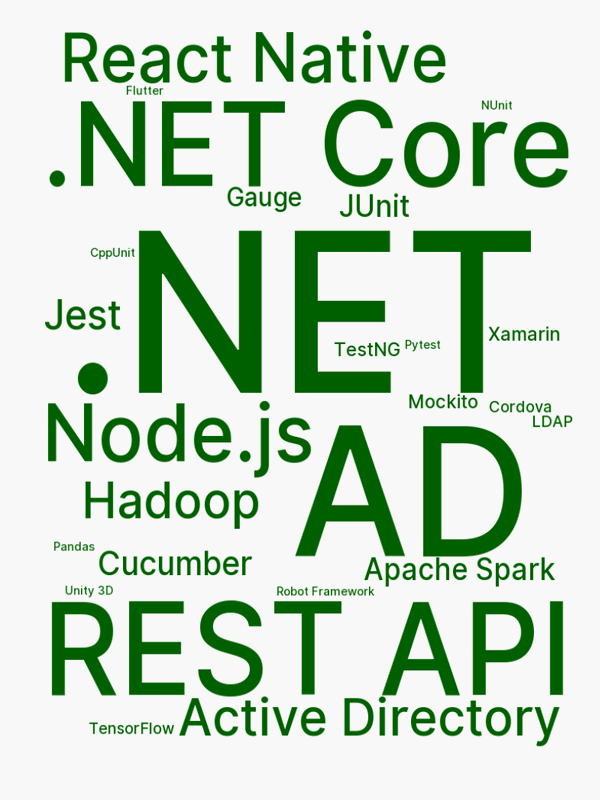 React Native
Flutter
NUnit
.NET Core
Gauge
JUnit
CppUnit
.NET
Jest
Xamarin
TestNG
Pytest
Mockito
Cordova
LDAP
Node.js
AD
Hadoop
Pandas
Cucumber
Apache Spark
Unity 3D
Robot Framework
REST API
Active Directory
TensorFlow